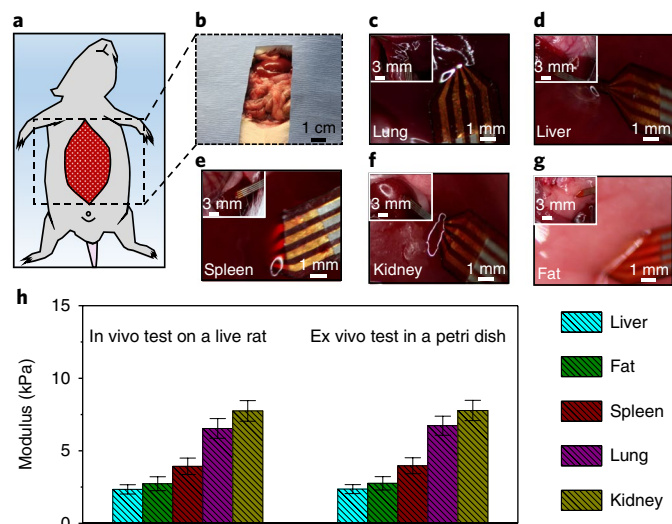 a
b
1 cm
c
3 mm
Lung
1 mm
d
3 mm
Liver
1 mm
e
3 mm
Spleen
1 mm
f
3 mm
Kidney
1 mm
g
3 mm
Fat
1 mm
h
15
10
5
0
Modulus (kPa)
In vivo test on a live rat
Ex vivo test in a petri dish
Liver
Fat
Spleen
Lung
Kidney